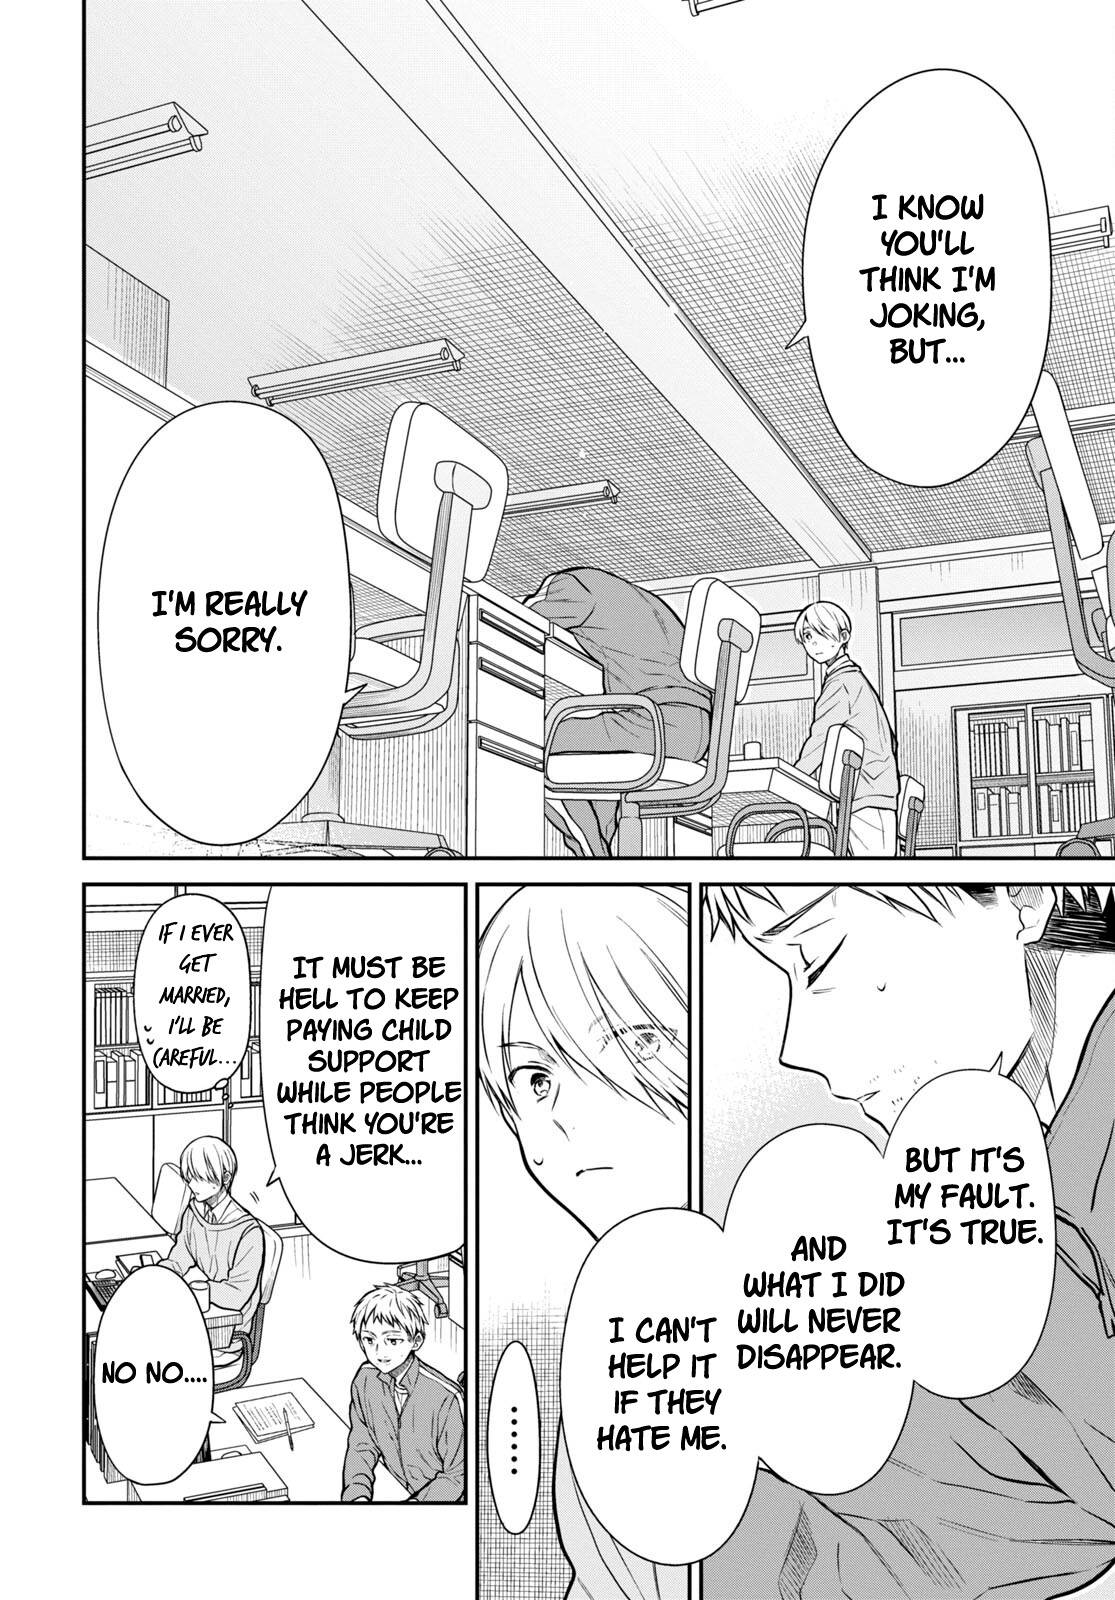 I KNOW
YOU'LL
THINK I'M
JOKING,
BUT...
I'M REALLY
SORRY.
BUT IT'S
MY FAULT.
IT'S TRUE.
AND
WHAT I DID
WILL NEVER
DISAPPEAR.
I CAN'T
HELP IT
IF THEY
HATE ME.
......
IT MUST BE
HELL TO KEEP
PAYING CHILD
SUPPORT
WHILE PEOPLE
THINK YOU'RE
A JERK...
IF I EVER
GET
MARRIED,
I'LL BE
CAREFUL...
NO NO....